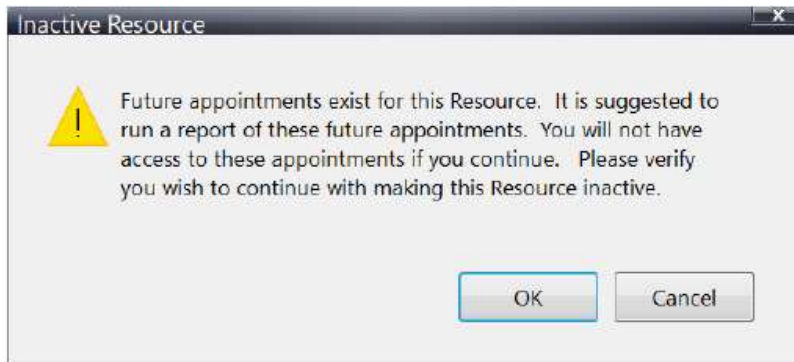 Inactive Resource
x
Future appointments exist for this Resource. It is suggested to
run a report of these future appointments. You will not have
access to these appointments if you continue. Please verify
you wish to continue with making this Resource inactive.
!
OK
Cancel